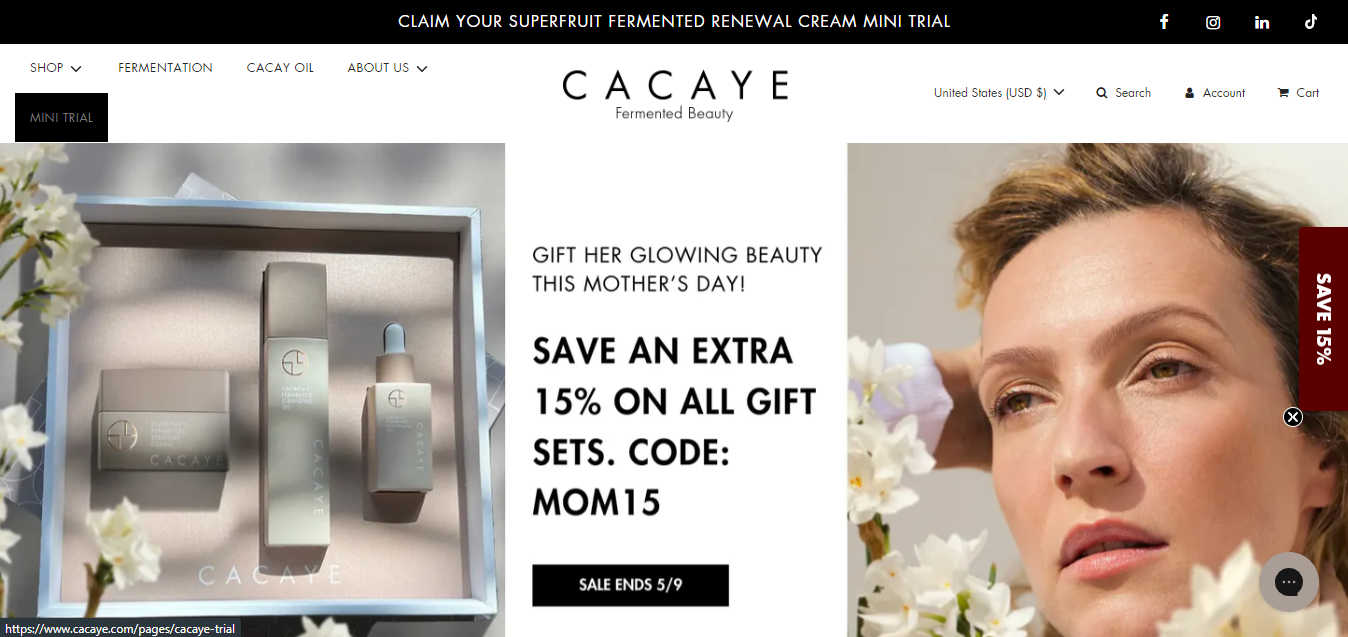 CLAIM YOUR SUPERFRUIT FERMENTED RENEWAL CREAM MINI TRIAL
SHOP
FERMENTATION
CACAY OIL
ABOUT US
MINI TRIAL
CACAYE
Fermented Beauty
United States (USD $)
Search
Account
Cart
GIFT HER GLOWING BEAUTY
THIS MOTHER'S DAY!
SAVE AN EXTRA
15% ON ALL GIFT
SETS. CODE:
MOM15
SALE ENDS 5/9
CACAYE
CACAYE
CACAYE
CACAYE
SAVE 15%
https://www.cacaye.com/pages/cacaye-trial